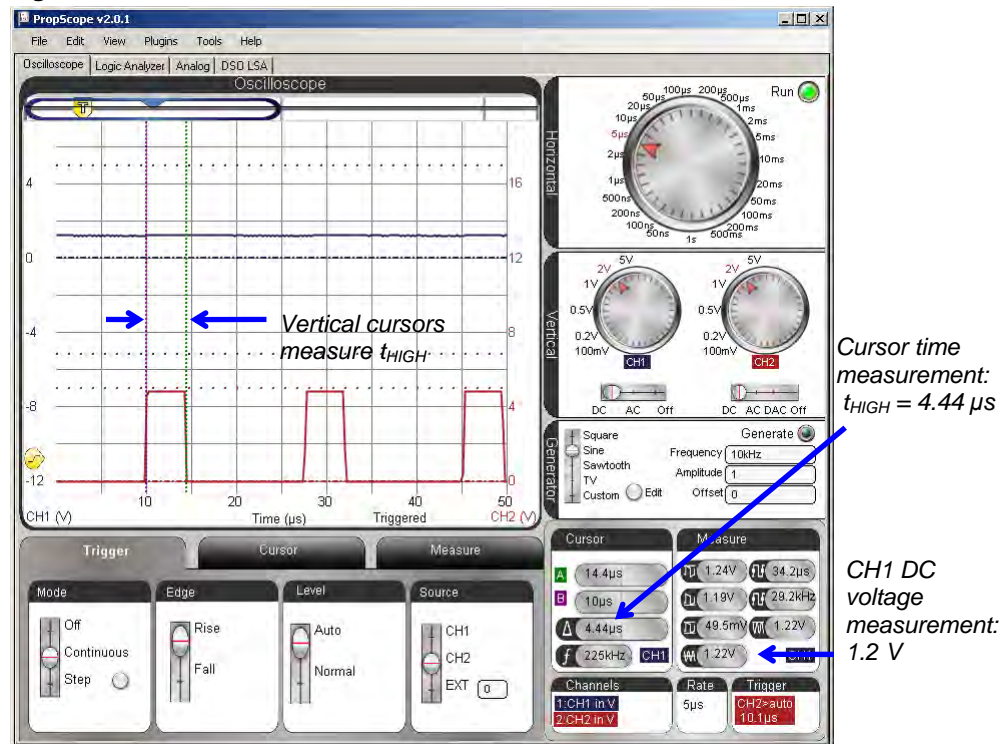 PropScope v2.0.1
File Edit View Plugins Tools Help
Oscilloscope Logic Analyzer Analog DSO LSA
Oscilloscope
T
4
0
-4
-8
-12
16
12
8
4
0
10 20 30 40 50
CH1 (V) Time (µs) Triggered CH2 (V)
Vertical cursors
measure tHIGH
Horizontal
Run
50ns
100ns
200ns
500ns
1µs
2µs
5µs
10µs
20µs
50µs
100µs
200µs
500µs
1ms
2ms
5ms
10ms
20ms
50ms
100ms
200ms
500ms
1s
Vertical
5V
2V
1V
0.5V
0.2V
100mV
CH1
DC AC Off
5V
2V
1V
0.5V
0.2V
100mV
CH2
DC AC DAC Off
Generator
Square
Sine
Sawtooth
TV
Custom Edit
Generate
Frequency 10kHz
Amplitude 1
Offset 0
Trigger Cursor Measure
Mode
Off
Continuous
Step
Edge
Rise
Fall
Level
Auto
Normal
Source
CH1
CH2
EXT 0
Cursor
A 14.4µs
B 10µs
Δ 4.44µs
f 225kHz CH1
Measure
1.24V 34.2µs
1.19V 29.2kHz
49.5mV 1.22V
1.22V CH1
Channels
1:CH1 in V
2:CH2 in V
Rate
5µs
Trigger
CH2>auto
10.1µs
Cursor time
measurement:
tHIGH = 4.44 µs
CH1 DC
voltage
measurement:
1.2 V